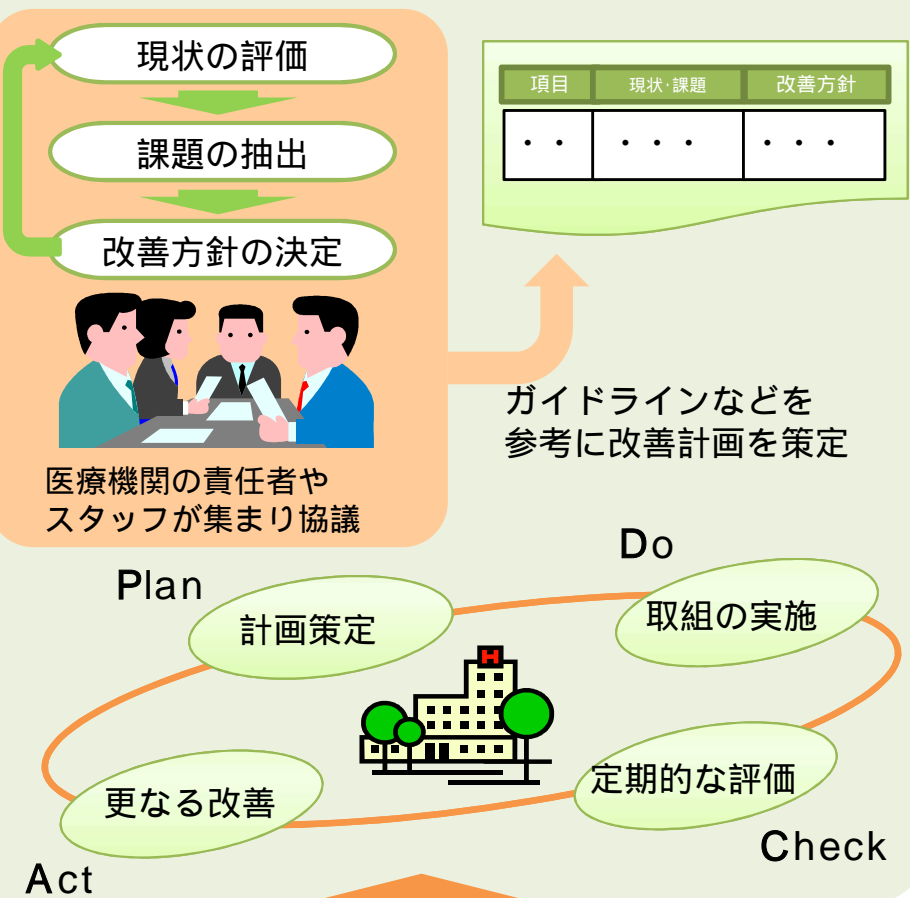 現状の評価
課題の抽出
改善方針の決定
医療機関の責任者や
スタッフが集まり協議
項目 現状・課題 改善方針
・・ ・・・ ・・・
ガイドラインなどを
参考に改善計画を策定
Plan
計画策定
Do
取組の実施
H
定期的な評価
Check
更なる改善
Act